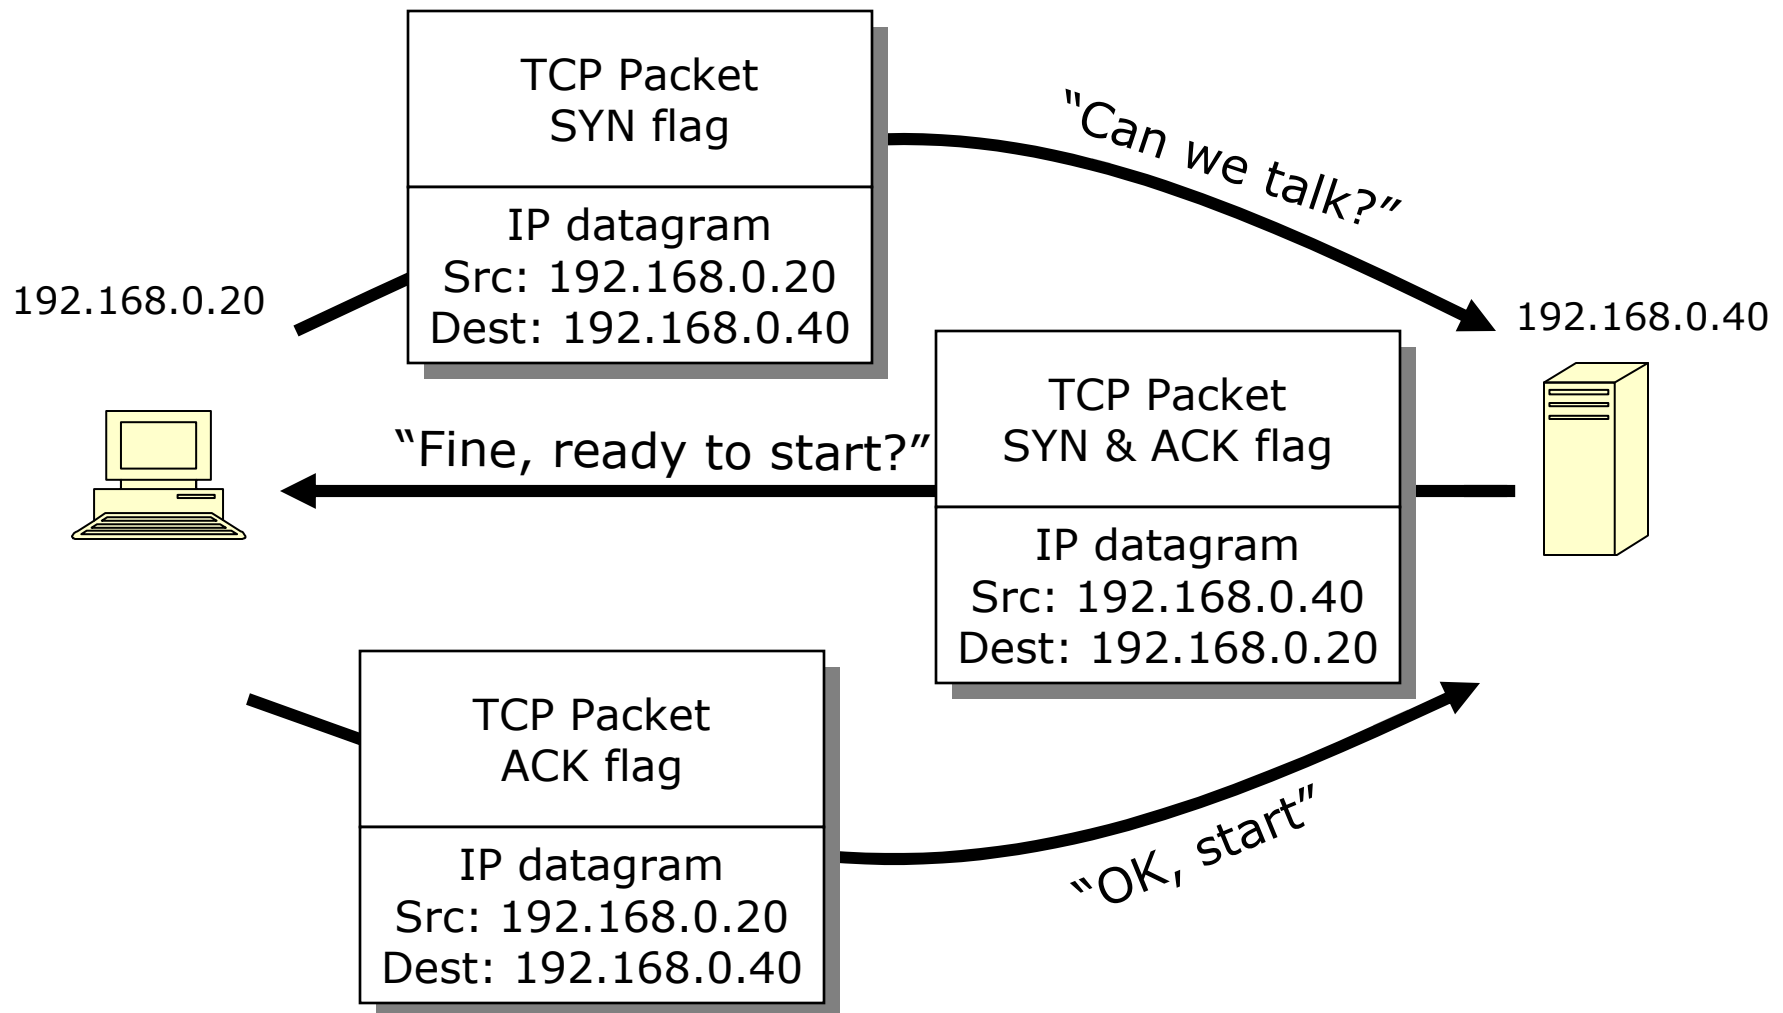 TCP Packet
SYN flag
IP datagram
Src: 192.168.0.20
Dest: 192.168.0.40
“Can we talk?”
192.168.0.20
192.168.0.40
“Fine, ready to start?”
TCP Packet
SYN & ACK flag
IP datagram
Src: 192.168.0.40
Dest: 192.168.0.20
TCP Packet
ACK flag
IP datagram
Src: 192.168.0.20
Dest: 192.168.0.40
“OK, start”